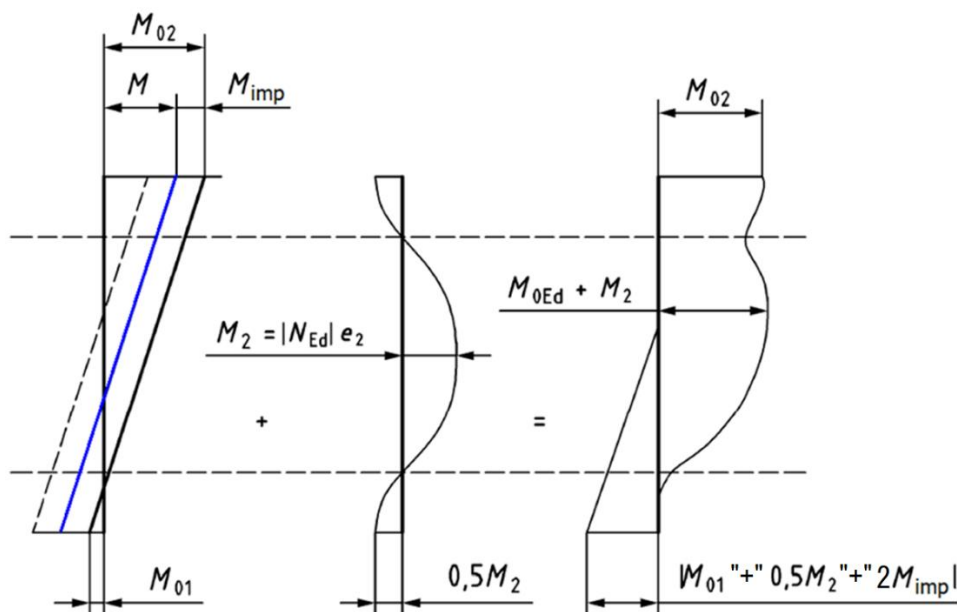 M02
M
Mimp
M02
M0Ed + M2
M2 = |NEd| e2
+
=
M01
0,5M2
|M01 "+" 0,5M2 "+" 2Mimp|